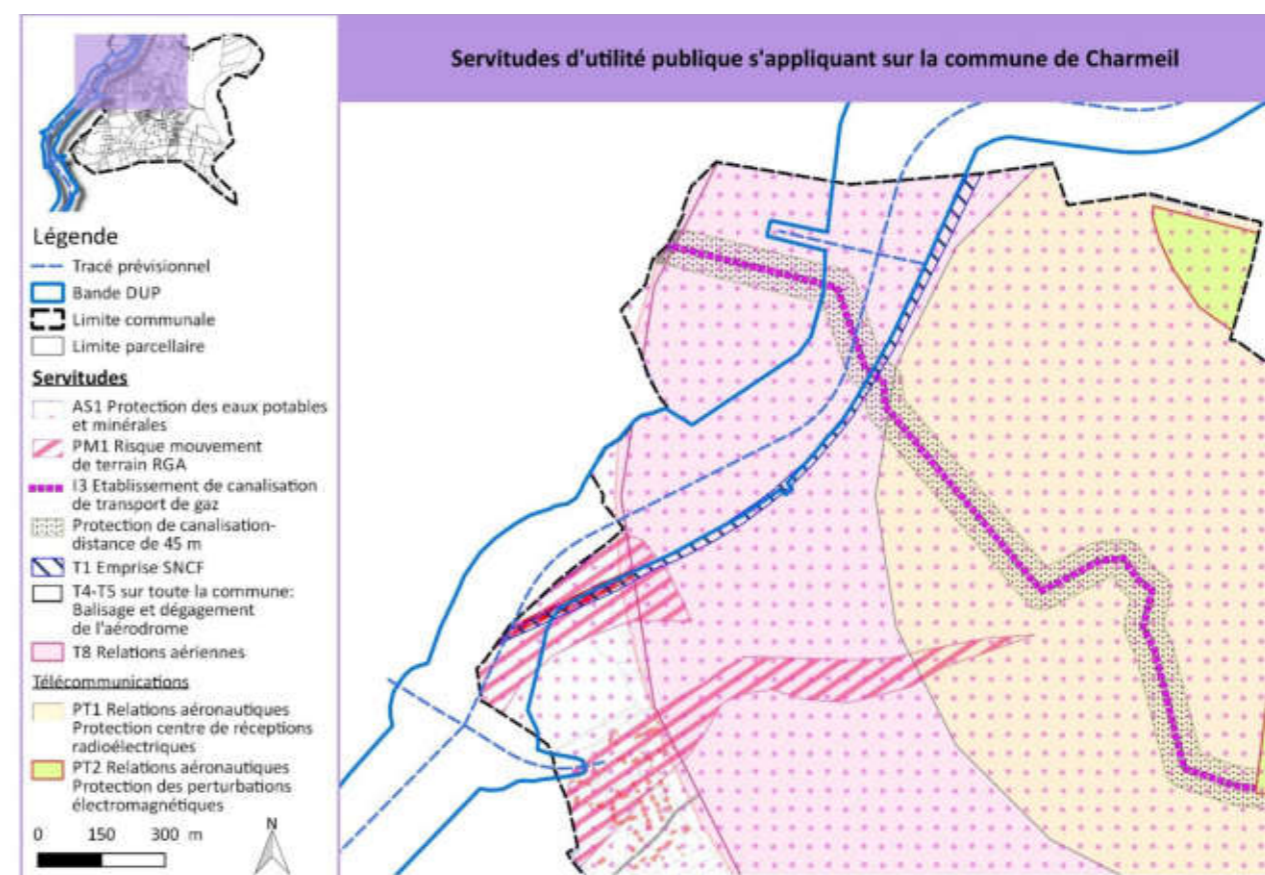 Servitudes d'utilité publique s'appliquant sur la commune de Charmeil
Légende
Tracé prévisionnel
Bande DUP
Limite communale
Limite parcellaire
Servitudes
AS1 Protection des eaux potables
et minérales
PM1 Risque mouvement
de terrain RGA
I3 Etablissement de canalisation
de transport de gaz
Protection de canalisation-
distance de 45 m
T1 Emprise SNCF
T4-T5 sur toute la commune:
Balisage et dégagement
de l'aérodrome
T8 Relations aériennes
Télécommunications
PT1 Relations aéronautiques
Protection centre de réceptions
radioélectriques
PT2 Relations aéronautiques
Protection des perturbations
électromagnétiques
0 150 300 m
N